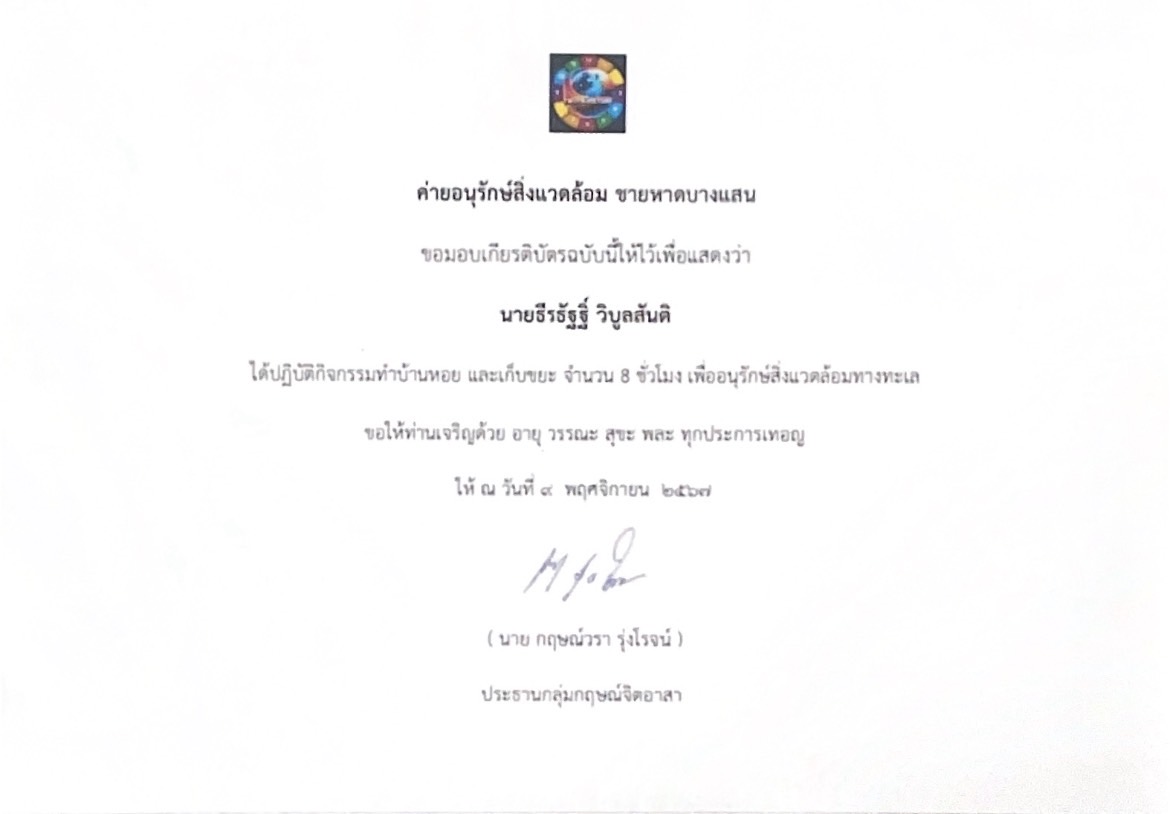 ค่ายอนุรักษ์สิ่งแวดล้อม ชายหาดบางแสน
ขอมอบเกียรติบัตรฉบับนี้ให้ไว้เพื่อแสดงว่า
นายธีรธัฐฐิ์ วิบูลสันติ
ได้ปฏิบัติกิจกรรมทำบ้านหอย และเก็บขยะ จำนวน 8 ชั่วโมง เพื่ออนุรักษ์สิ่งแวดล้อมทางทะเล
ขอให้ท่านเจริญด้วย อายุ วรรณะ สุขะ พละ ทุกประการเทอญ
ให้ ณ วันที่ ๙ พฤศจิกายน ๒๕๖๗
( นาย กฤษณ์วรา รุ่งโรจน์ )
ประธานกลุ่มกฤษณ์จิตอาสา